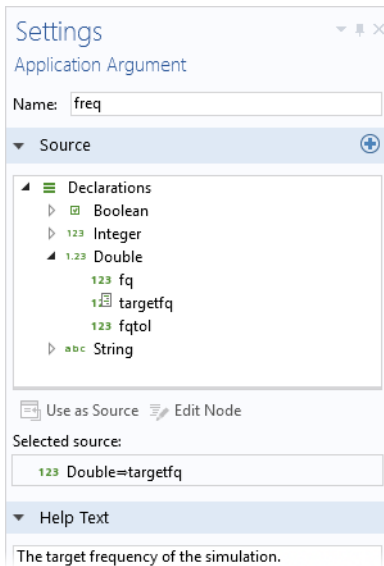 Settings
Application Argument
Name: freq
Source
Declarations
Boolean
123 Integer
1.23 Double
123 fq
targetfq
123 fqtol
abc String
Use as Source Edit Node
Selected source:
123 Double⇒targetfq
Help Text
The target frequency of the simulation.